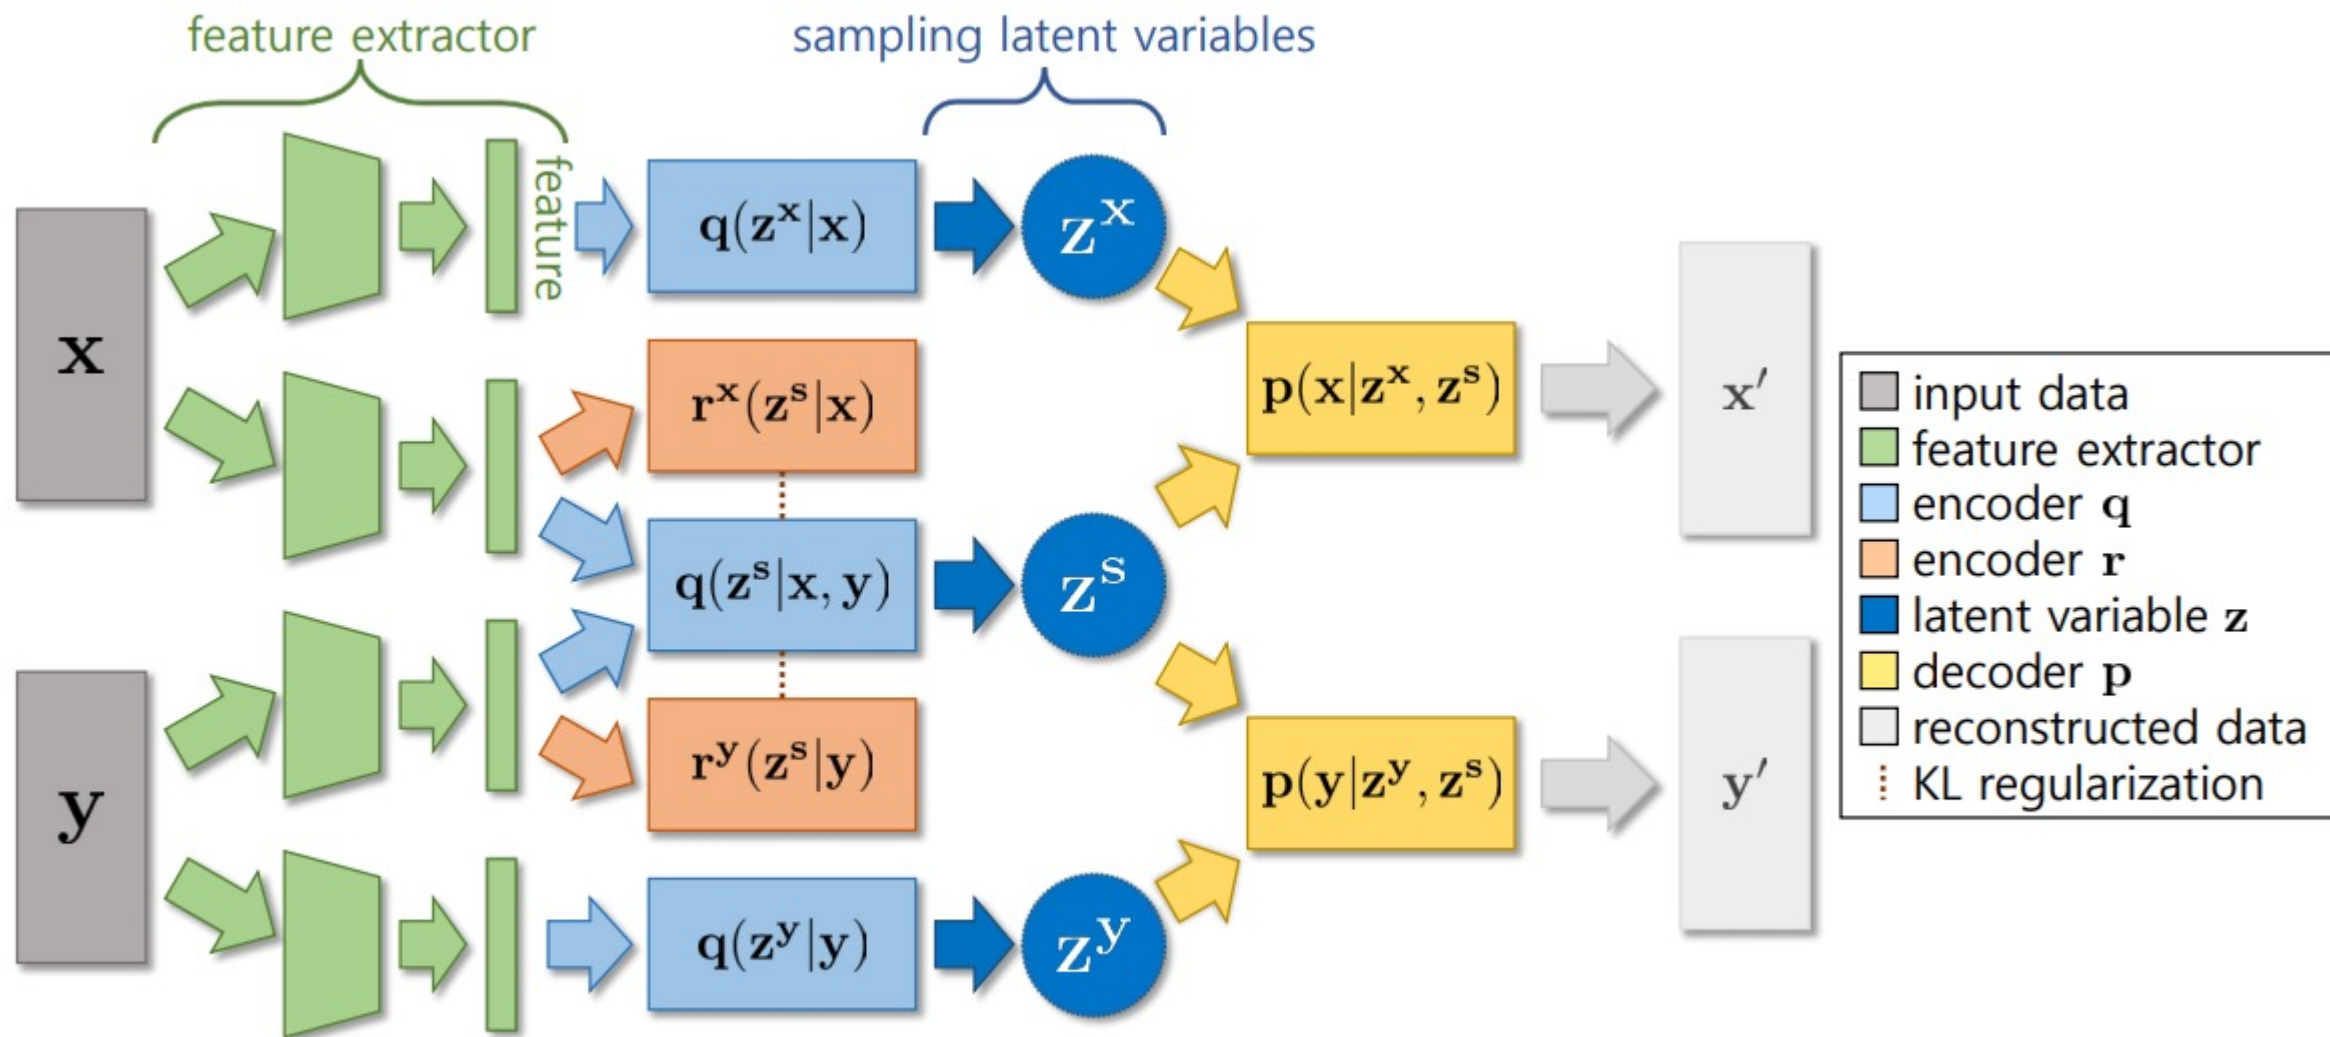 feature extractor
sampling latent variables
feature
x
y
q(z^x|x)
r^x(z^s|x)
q(z^s|x, y)
r^y(z^s|y)
q(z^y|y)
z^x
z^s
z^y
p(x|z^x, z^s)
p(y|z^y, z^s)
x′
y′
input data
feature extractor
encoder q
encoder r
latent variable z
decoder p
reconstructed data
KL regularization